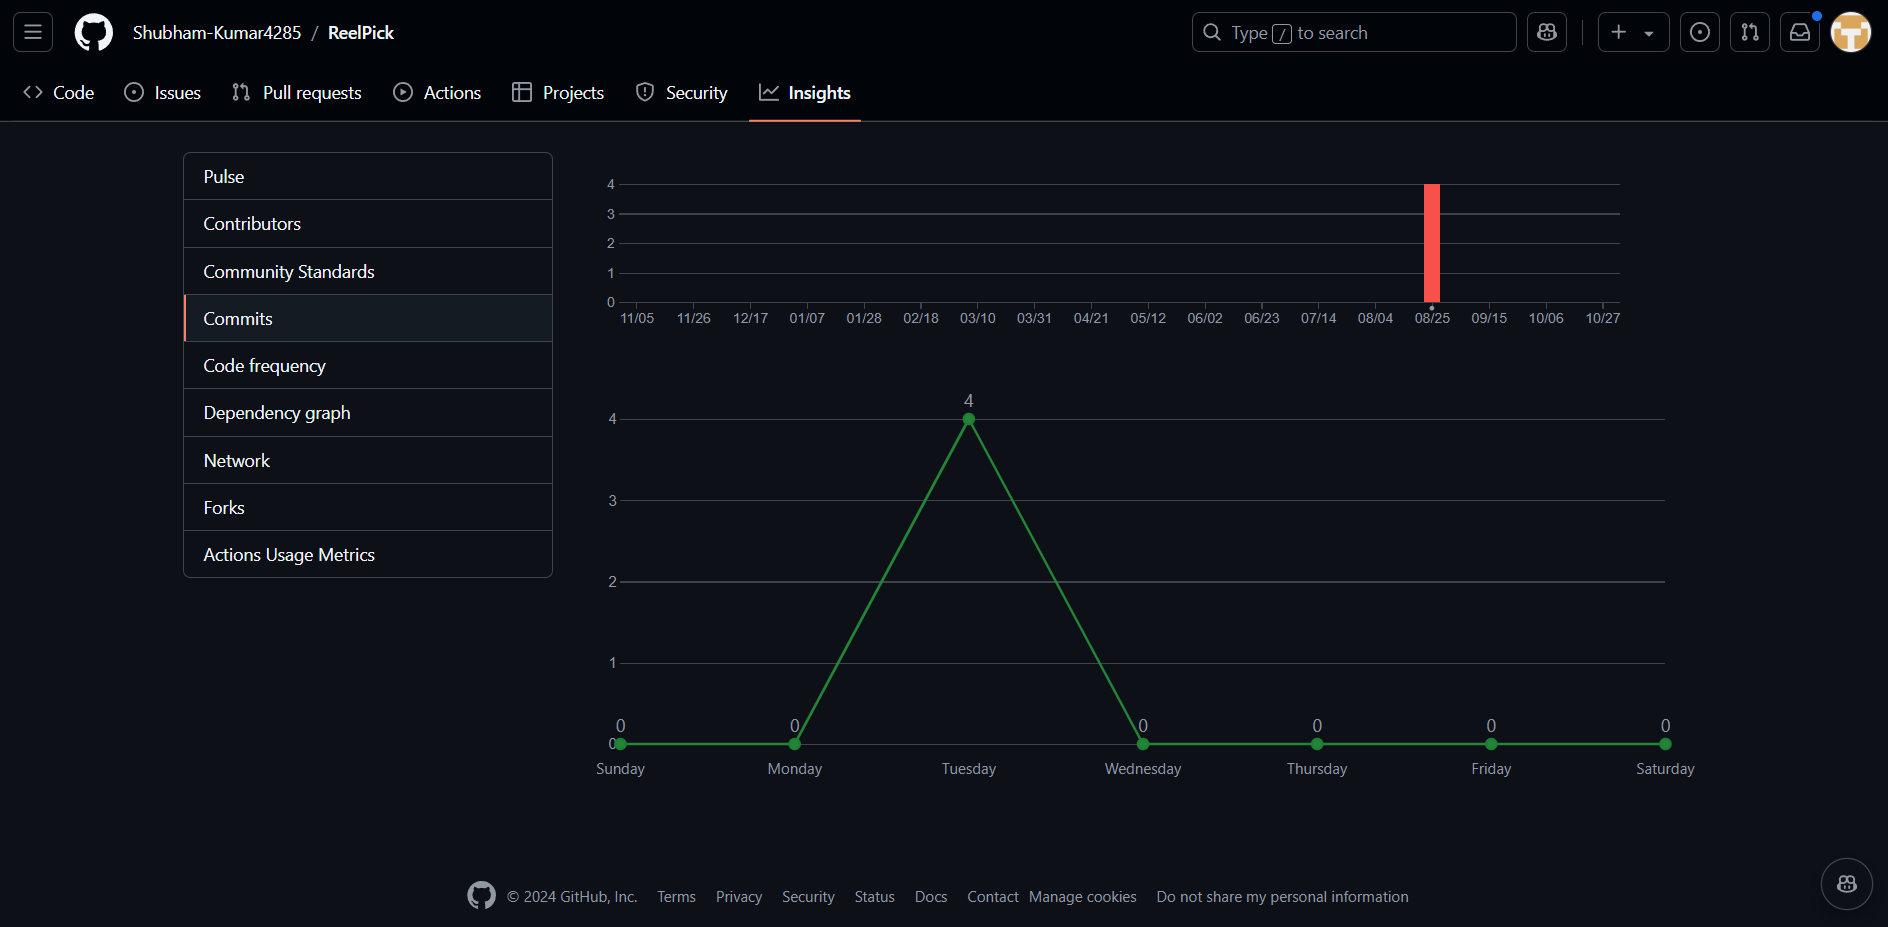 Shubham-Kumar4285 / ReelPick
Type / to search
Code Issues Pull requests Actions Projects Security Insights
Pulse
Contributors
Community Standards
Commits
Code frequency
Dependency graph
Network
Forks
Actions Usage Metrics
4
3
2
1
0
11/05 11/26 12/17 01/07 01/28 02/18 03/10 03/31 04/21 05/12 06/02 06/23 07/14 08/04 08/25 09/15 10/06 10/27
4
4
3
2
1
0 0 0 0 0 0
0
Sunday Monday Tuesday Wednesday Thursday Friday Saturday
© 2024 GitHub, Inc. Terms Privacy Security Status Docs Contact Manage cookies Do not share my personal information